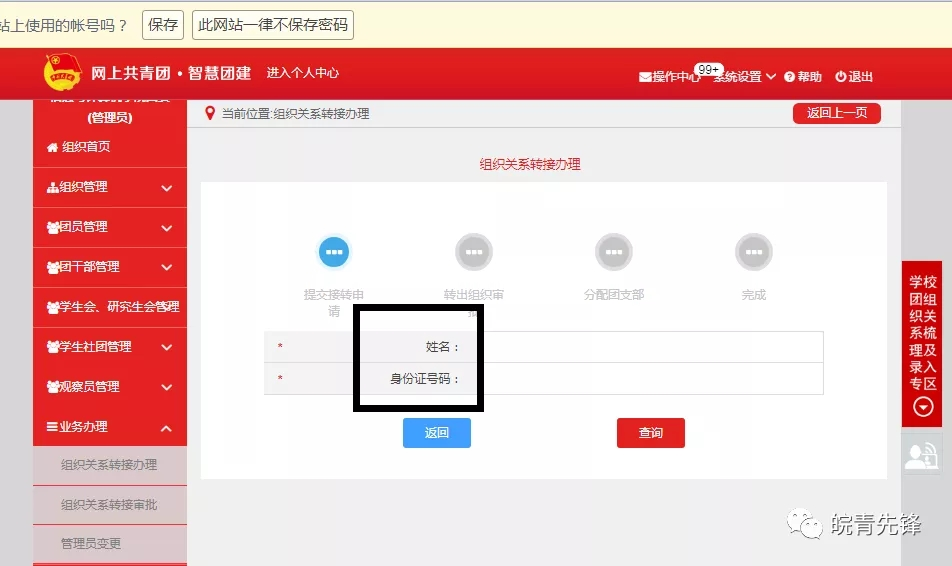 站上使用的帐号吗？ 保存 此网站一律不保存密码
网上共青团·智慧团建 进入个人中心 操作中心 99+ 系统设置 帮助 退出
(管理员)
当前位置:组织关系转接办理 返回上一页
组织首页
组织管理
团员管理
团干部管理
学生会、研究生会管理
学生社团管理
观察员管理
业务办理
组织关系转接办理
组织关系转接审批
管理员变更
组织关系转接办理
提交接转申请
转出组织审批
分配团支部
完成
* 姓名：
* 身份证号码：
返回 查询
学校
团组
织关
系梳
理及
录入
专区
皖青先锋